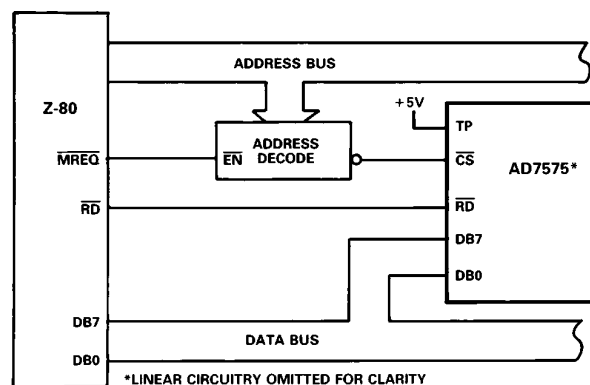 ADDRESS BUS
Z-80
+5V
TP
ADDRESS
DECODE
MREQ
EN
CS
AD7575*
RD
RD
DB7
DB0
DB7
DATA BUS
DB0
*LINEAR CIRCUITRY OMITTED FOR CLARITY